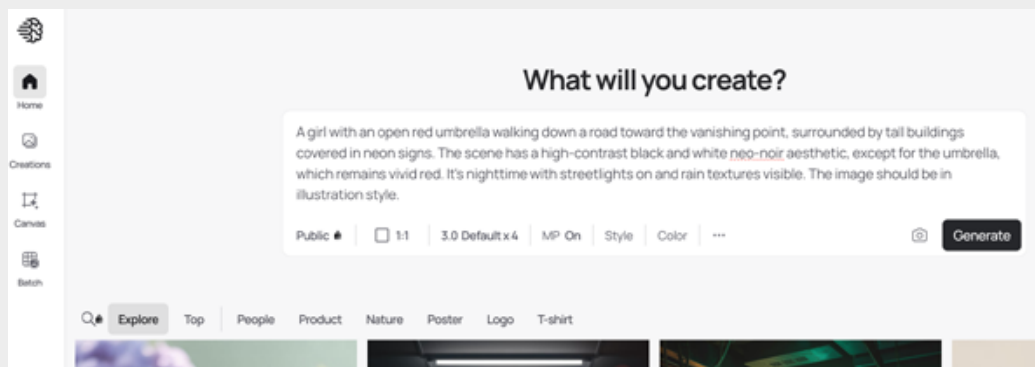 What will you create?
A girl with an open red umbrella walking down a road toward the vanishing point, surrounded by tall buildings
covered in neon signs. The scene has a high-contrast black and white neo-noir aesthetic, except for the umbrella,
which remains vivid red. It's nighttime with streetlights on and rain textures visible. The image should be in
illustration style.
Public 1:1 3.0 Default x 4 MP On Style Color ··· Generate
Home
Creations
Canvas
Batch
Explore Top People Product Nature Poster Logo T-shirt